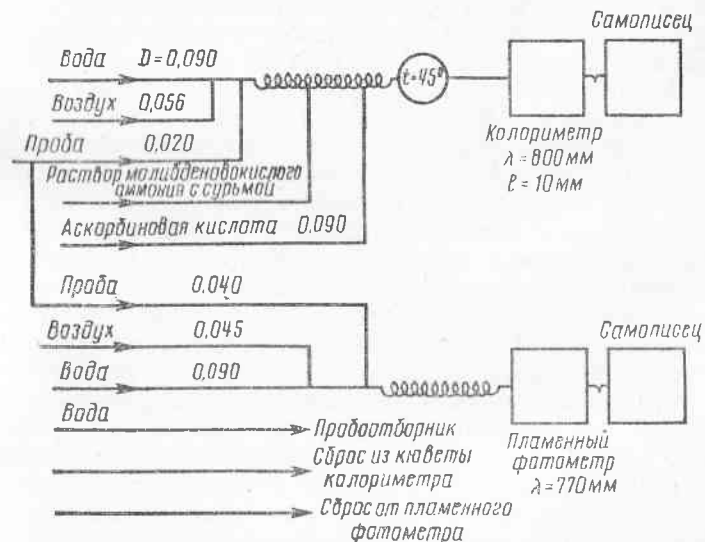 Самописец
Вода D=0,090
Воздух 0,056
Проба 0,020
Раствор молибденовокислого
аммония с сурьмой
Аскорбиновая кислота 0,090
t=45°
Колориметр
λ = 800 мм
ℓ = 10 мм
Проба 0,040
Воздух 0,045
Вода 0,090
Самописец
Вода
Пробоотборник
Сброс из кюветы
колориметра
Сброс от пламенного
фотометра
Пламенный
фотометр
λ = 770 мм